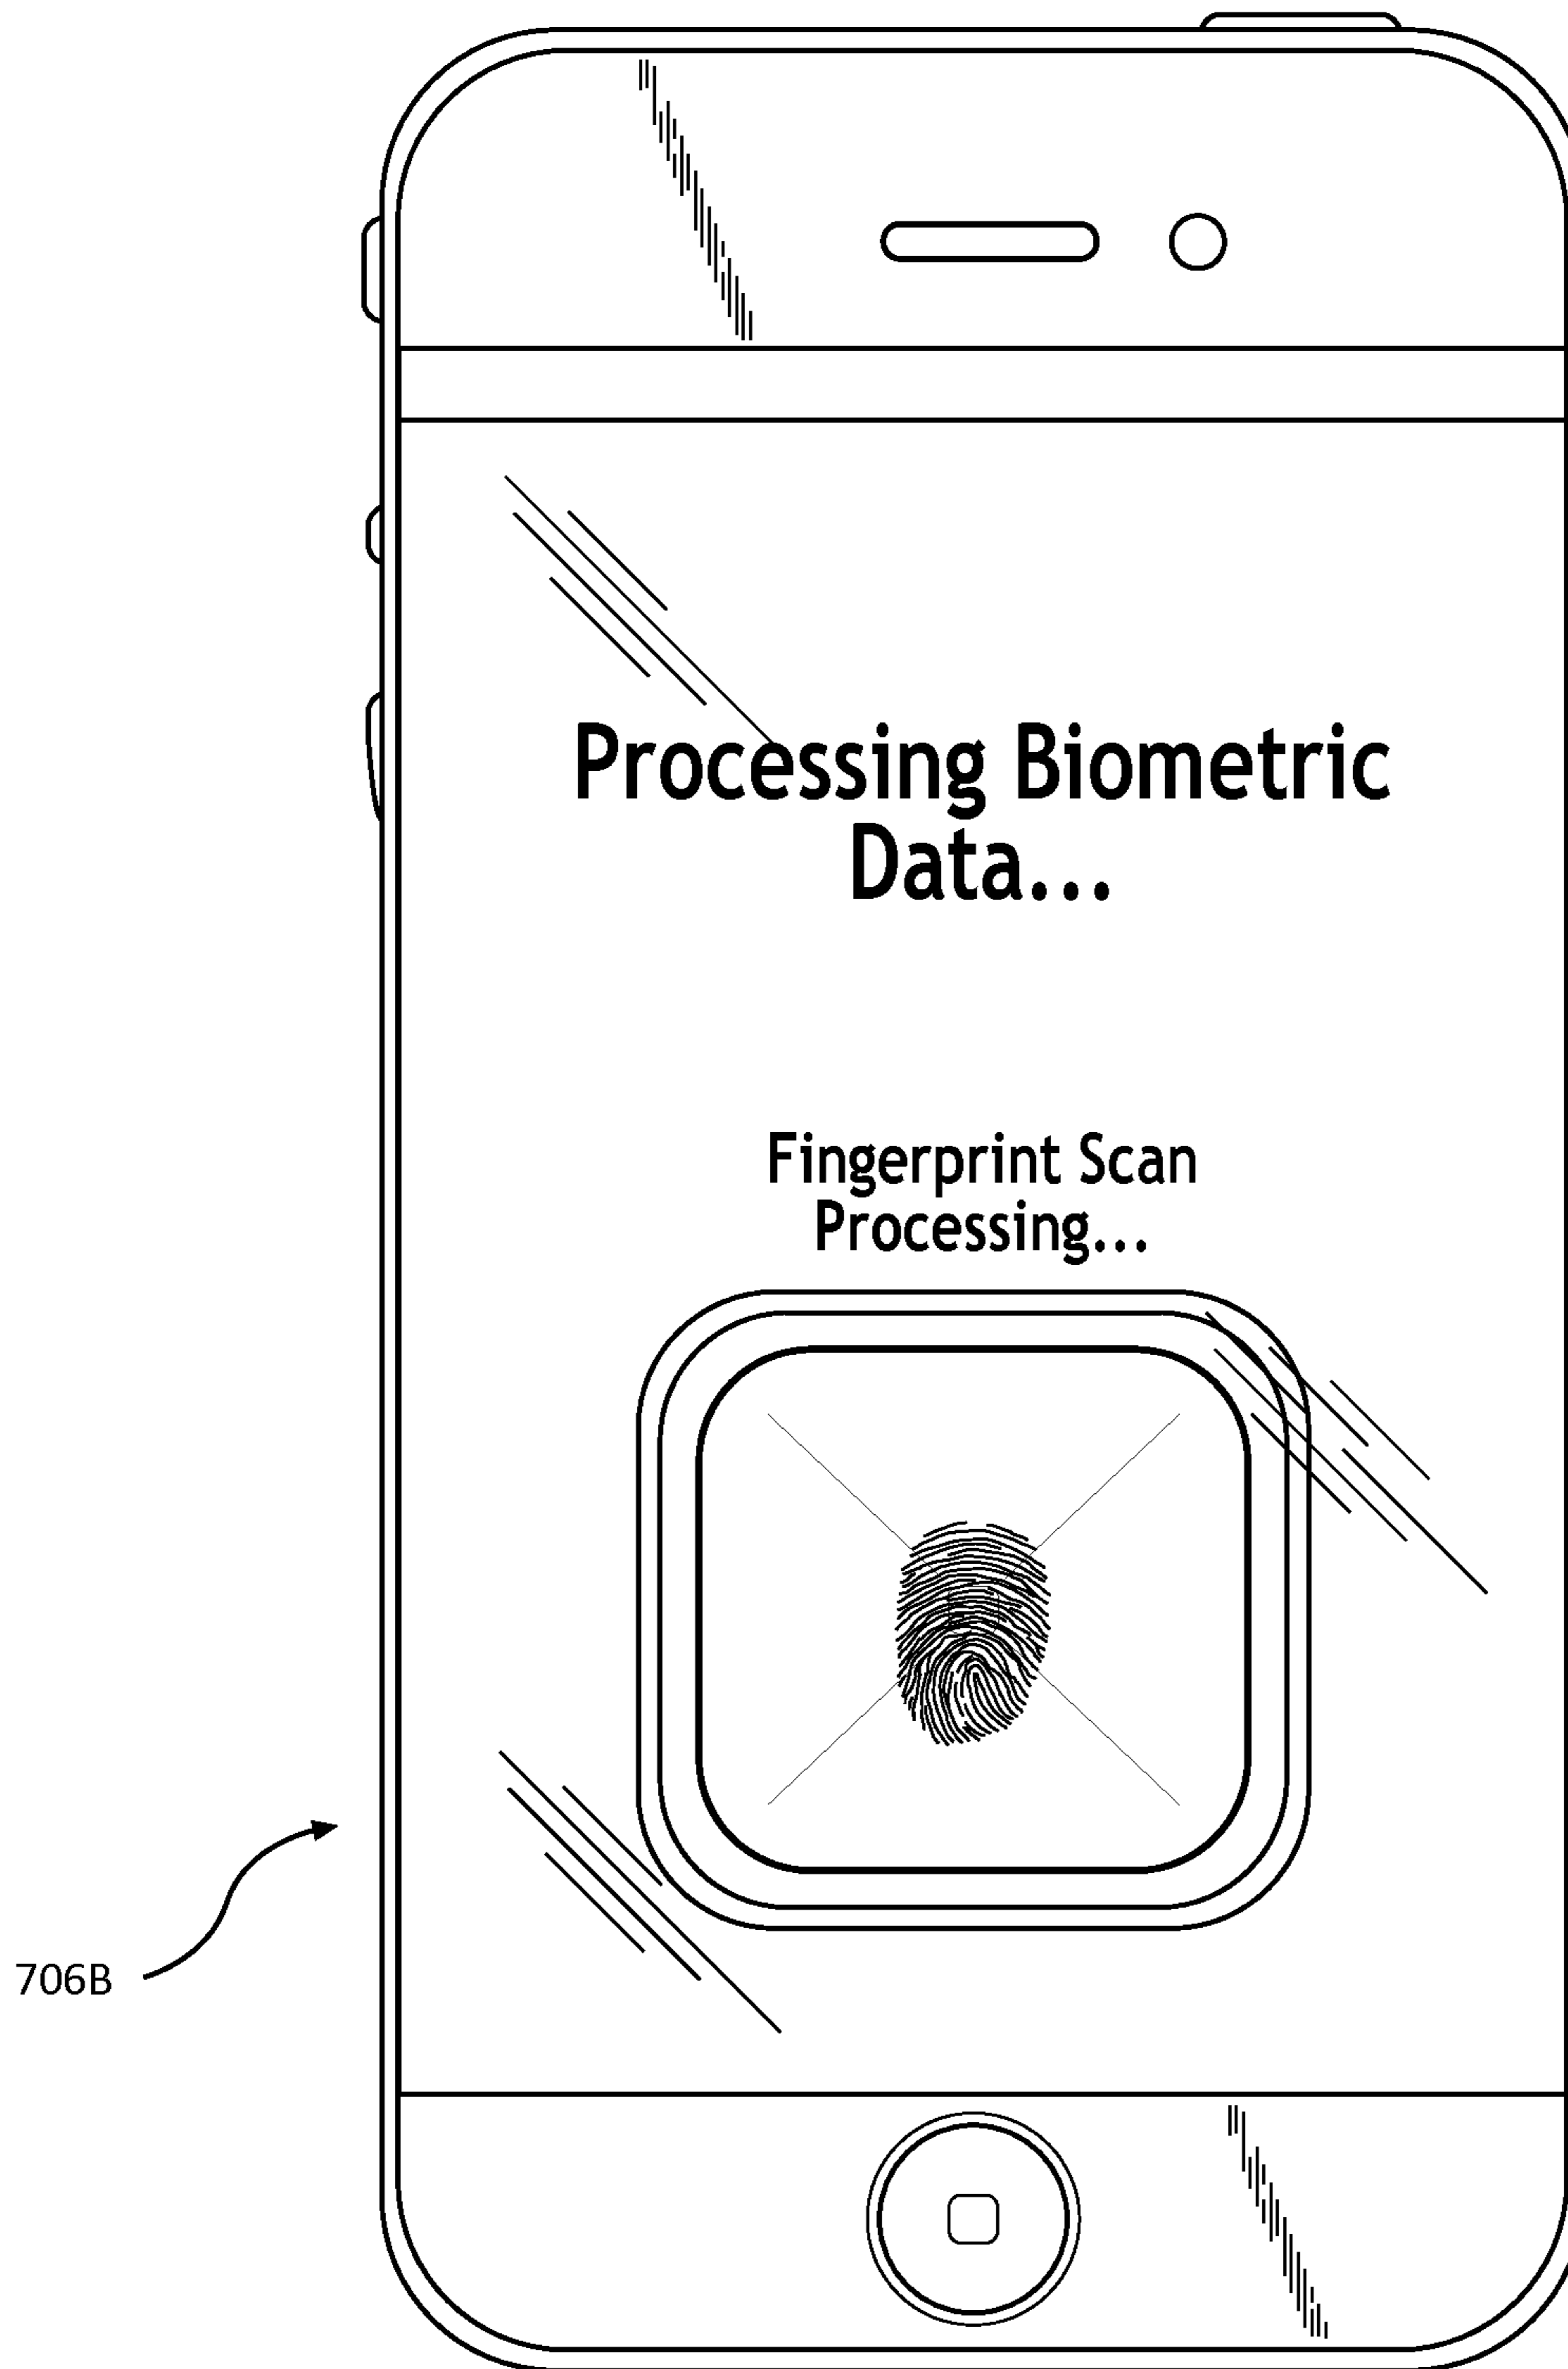 Processing Biometric
Data...
Fingerprint Scan
Processing...
706B